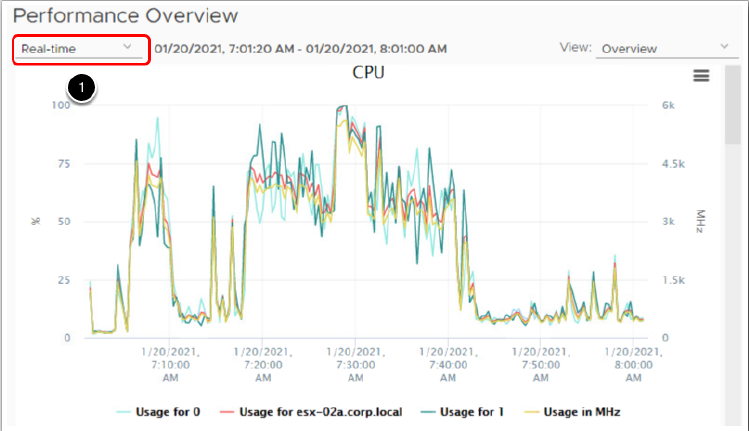 Performance Overview
Real-time 01/20/2021, 7:01:20 AM - 01/20/2021, 8:01:00 AM View: Overview
1
CPU
100 6k
75 4.5k
% MHz
50 3k
25 1.5k
0 0
1/20/2021, 1/20/2021, 1/20/2021, 1/20/2021, 1/20/2021, 1/20/2021,
7:10:00 7:20:00 7:30:00 7:40:00 7:50:00 8:00:00
AM AM AM AM AM AM
Usage for 0 Usage for esx-02a.corp.local Usage for 1 Usage in MHz